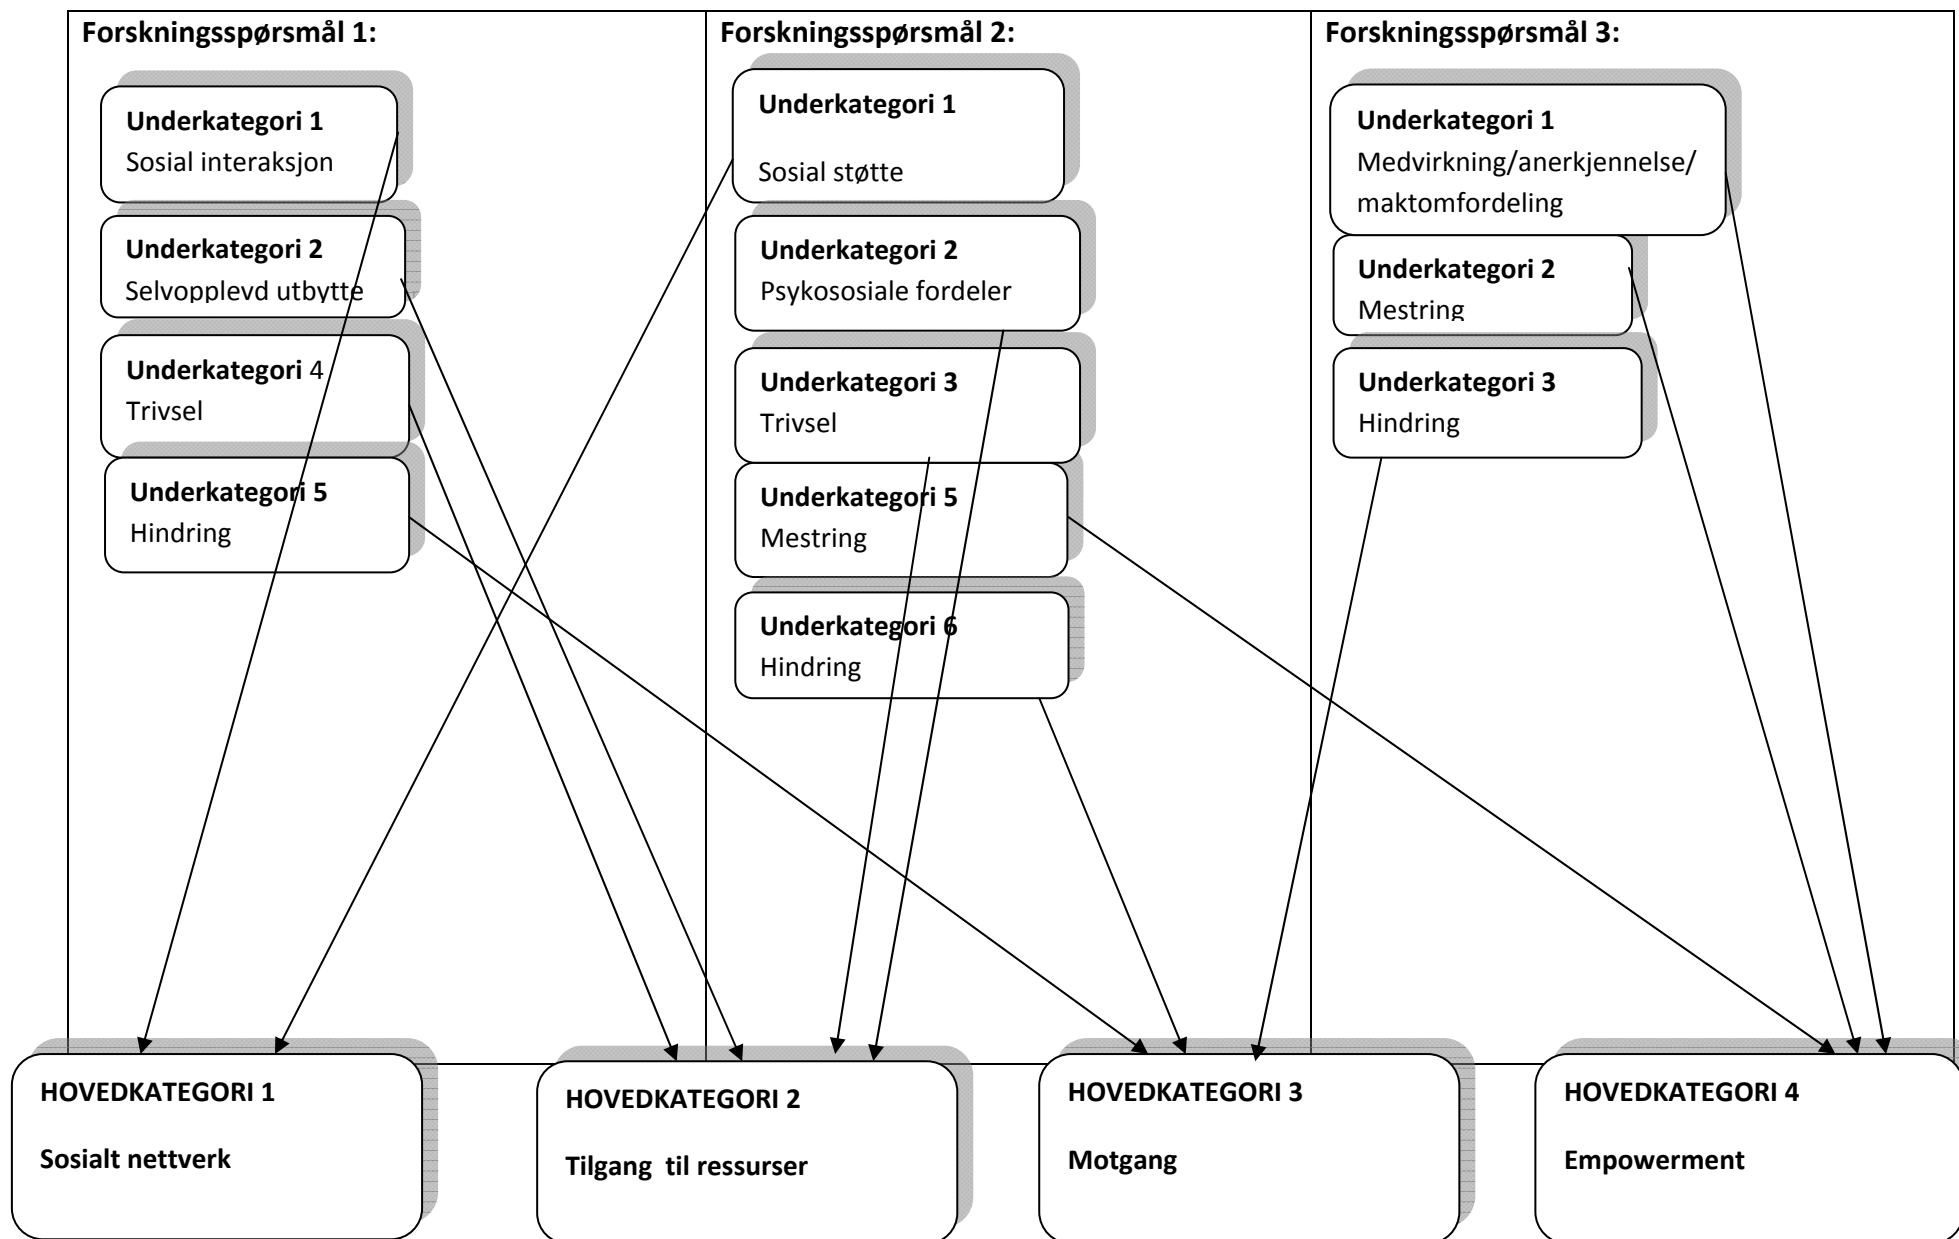 Forskningsspørsmål 1:
Underkategori 1
Sosial interaksjon
Underkategori 2
Selvopplevd utbytte
Underkategori 4
Trivsel
Underkategori 5
Hindring
Forskningsspørsmål 2:
Underkategori 1
Sosial støtte
Underkategori 2
Psykososiale fordeler
Underkategori 3
Trivsel
Underkategori 5
Mestring
Underkategori 6
Hindring
Forskningsspørsmål 3:
Underkategori 1
Medvirkning/anerkjennelse/
maktomfordeling
Underkategori 2
Mestring
Underkategori 3
Hindring
HOVEDKATEGORI 1
Sosialt nettverk
HOVEDKATEGORI 2
Tilgang til ressurser
HOVEDKATEGORI 3
Motgang
HOVEDKATEGORI 4
Empowerment